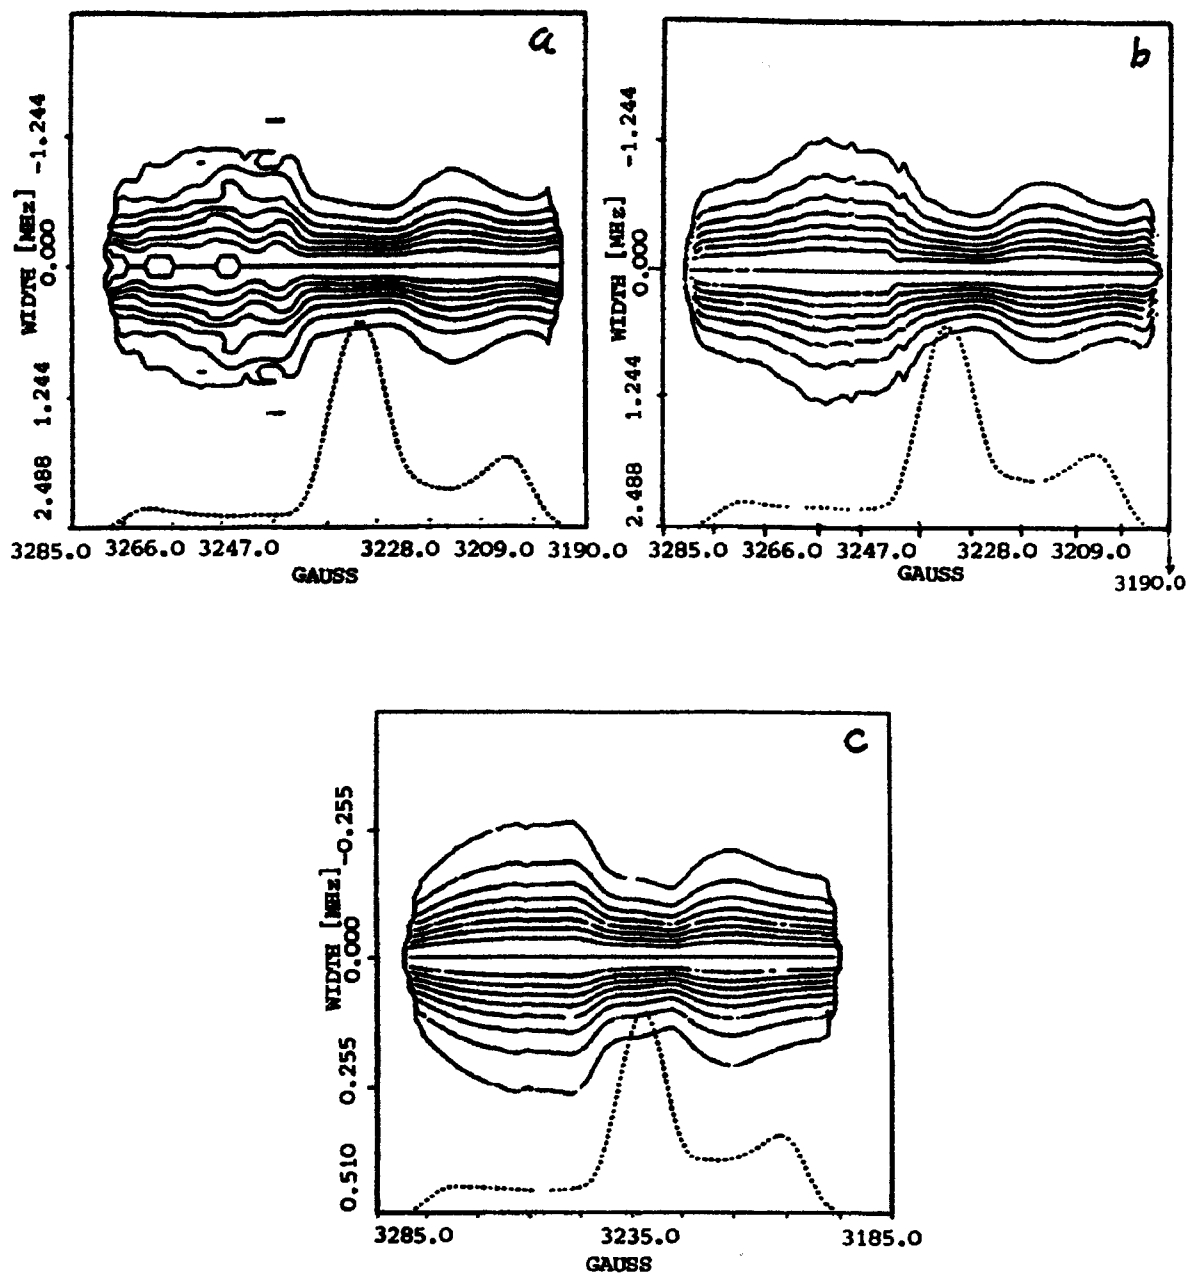 a
WIDTH [MHz]
-1.244
0.000
1.244
2.488
3285.0 3266.0 3247.0 3228.0 3209.0 3190.0
GAUSS
b
WIDTH [MHz]
-1.244
0.000
1.244
2.488
3285.0 3266.0 3247.0 3228.0 3209.0
3190.0
GAUSS
c
WIDTH [MHz]
-0.255
0.000
0.255
0.510
3285.0 3235.0 3185.0
GAUSS